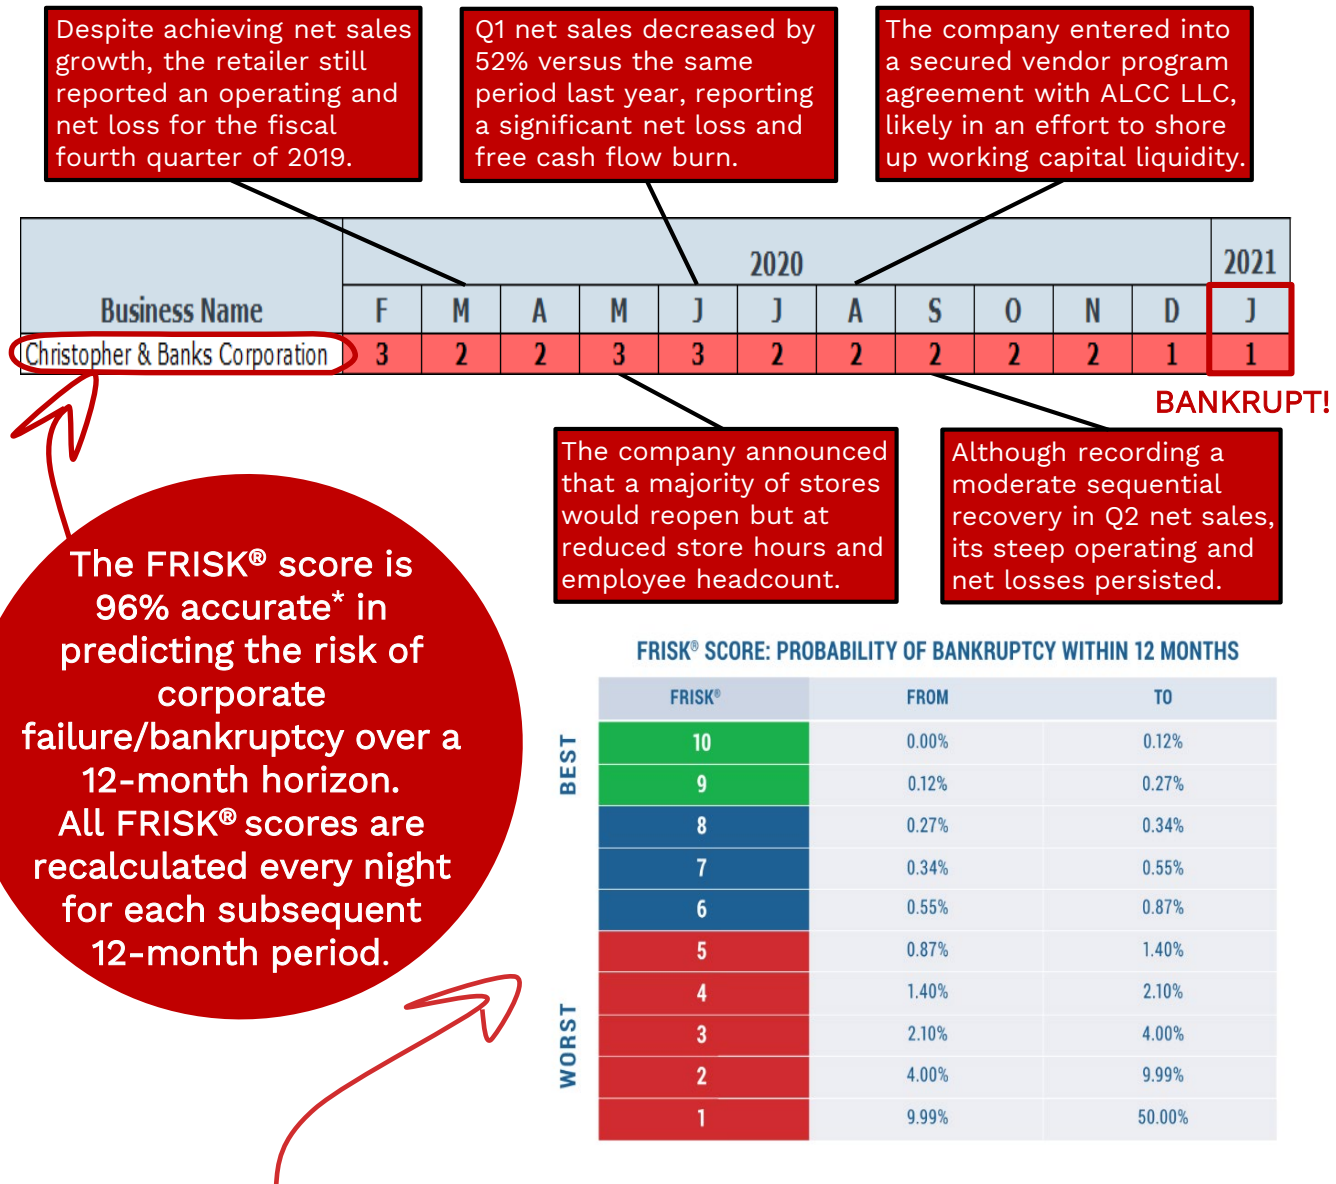 Despite achieving net sales
growth, the retailer still
reported an operating and
net loss for the fiscal
fourth quarter of 2019.
Q1 net sales decreased by
52% versus the same
period last year, reporting
a significant net loss and
free cash flow burn.
The company entered into
a secured vendor program
agreement with ALCC LLC,
likely in an effort to shore
up working capital liquidity.
2020 2021
Business Name F M A M J J A S O N D J
Christopher & Banks Corporation 3 2 2 3 3 2 2 2 2 2 1 1
BANKRUPT!
The company announced
that a majority of stores
would reopen but at
reduced store hours and
employee headcount.
Although recording a
moderate sequential
recovery in Q2 net sales,
its steep operating and
net losses persisted.
The FRISK® score is
96% accurate* in
predicting the risk of
corporate
failure/bankruptcy over a
12-month horizon.
All FRISK® scores are
recalculated every night
for each subsequent
12-month period.
FRISK® SCORE: PROBABILITY OF BANKRUPTCY WITHIN 12 MONTHS
FRISK® FROM TO
BEST
10 0.00% 0.12%
9 0.12% 0.27%
8 0.27% 0.34%
7 0.34% 0.55%
6 0.55% 0.87%
5 0.87% 1.40%
4 1.40% 2.10%
WORST
3 2.10% 4.00%
2 4.00% 9.99%
1 9.99% 50.00%